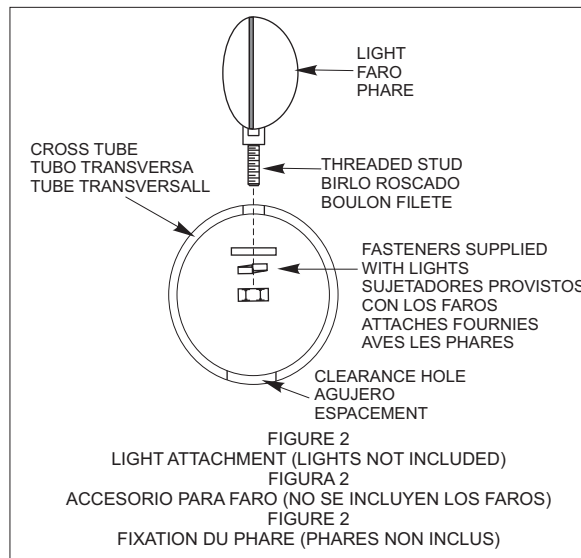 LIGHT
FARO
PHARE
CROSS TUBE
TUBO TRANSVERSA
TUBE TRANSVERSALL
THREADED STUD
BIRLO ROSCADO
BOULON FILETE
FASTENERS SUPPLIED
WITH LIGHTS
SUJETADORES PROVISTOS
CON LOS FAROS
ATTACHES FOURNIES
AVES LES PHARES
CLEARANCE HOLE
AGUJERO
ESPACEMENT
FIGURE 2
LIGHT ATTACHMENT (LIGHTS NOT INCLUDED)
FIGURA 2
ACCESORIO PARA FARO (NO SE INCLUYEN LOS FAROS)
FIGURE 2
FIXATION DU PHARE (PHARES NON INCLUS)